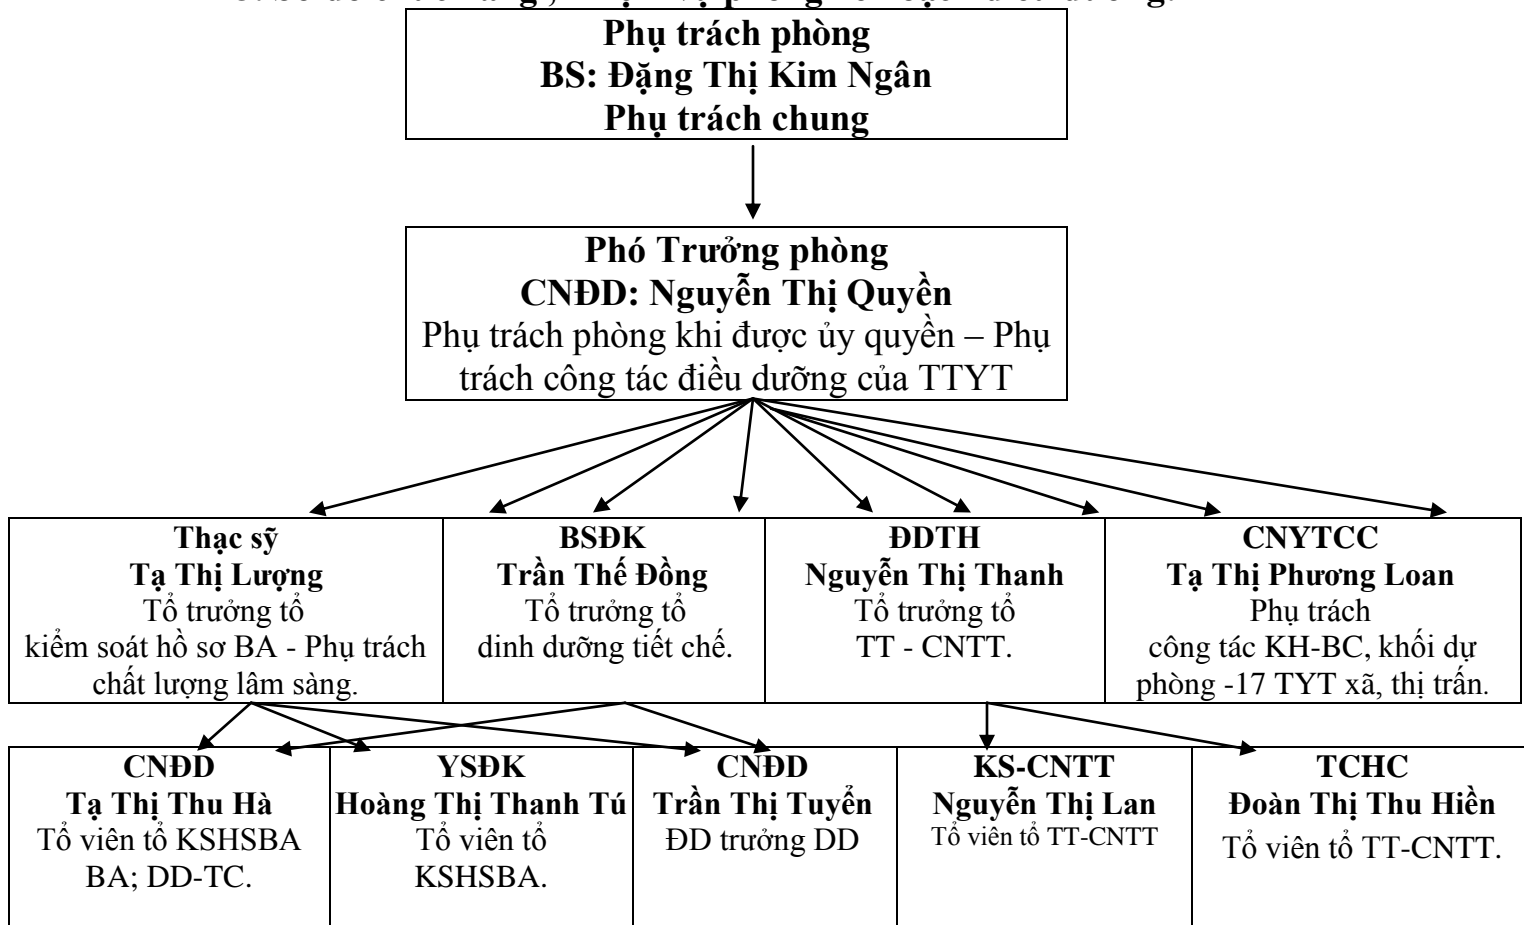 Phụ trách phòng
BS: Đặng Thị Kim Ngân
Phụ trách chung
Phó Trưởng phòng
CNĐD: Nguyễn Thị Quyền
Phụ trách phòng khi được ủy quyền – Phụ
trách công tác điều dưỡng của TTYT
Thạc sỹ
Tạ Thị Lượng
Tổ trưởng tổ
kiểm soát hồ sơ BA - Phụ trách
chất lượng lâm sàng.
BSĐK
Trần Thế Đồng
Tổ trưởng tổ
dinh dưỡng tiết chế.
ĐDTH
Nguyễn Thị Thanh
Tổ trưởng tổ
TT - CNTT.
CNYTCC
Tạ Thị Phương Loan
Phụ trách
công tác KH-BC, khối dự
phòng -17 TYT xã, thị trấn.
CNĐD
Tạ Thị Thu Hà
Tổ viên tổ KSHSBA
BA; DD-TC.
YSĐK
Hoàng Thị Thanh Tú
Tổ viên tổ
KSHSBA.
CNĐD
Trần Thị Tuyển
ĐD trưởng DD
KS-CNTT
Nguyễn Thị Lan
Tổ viên tổ TT-CNTT
TCHC
Đoàn Thị Thu Hiền
Tổ viên tổ TT-CNTT.